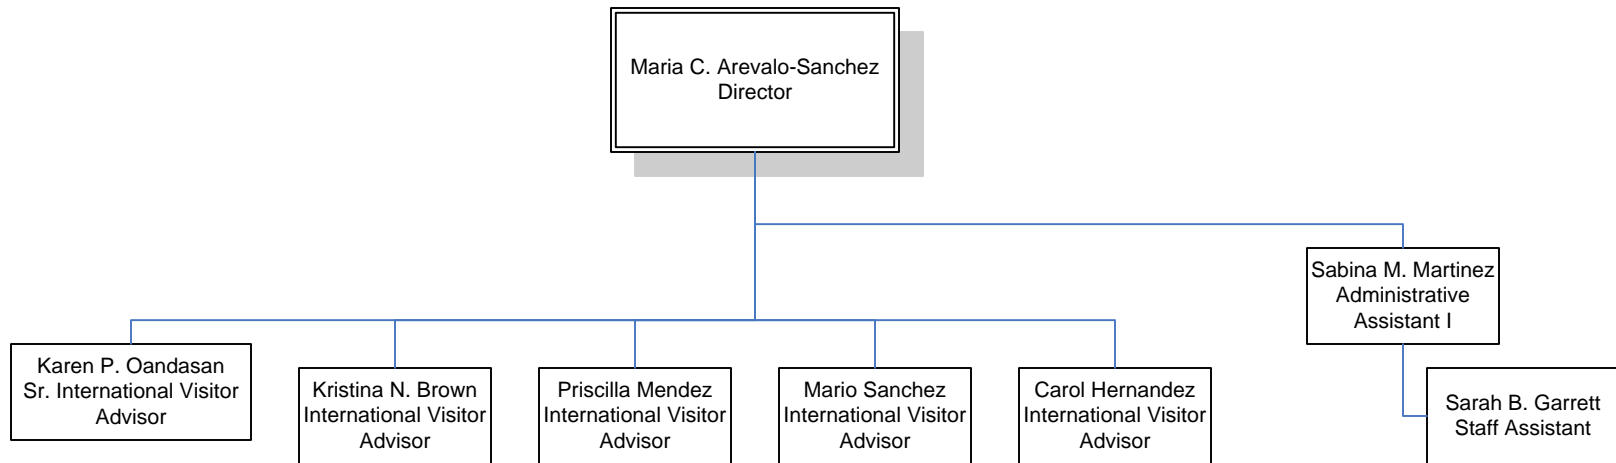 Maria C. Arevalo-Sanchez
Director
Sabina M. Martinez
Administrative
Assistant I
Karen P. Oandasan
Sr. International Visitor
Advisor
Kristina N. Brown
International Visitor
Advisor
Priscilla Mendez
International Visitor
Advisor
Mario Sanchez
International Visitor
Advisor
Carol Hernandez
International Visitor
Advisor
Sarah B. Garrett
Staff Assistant